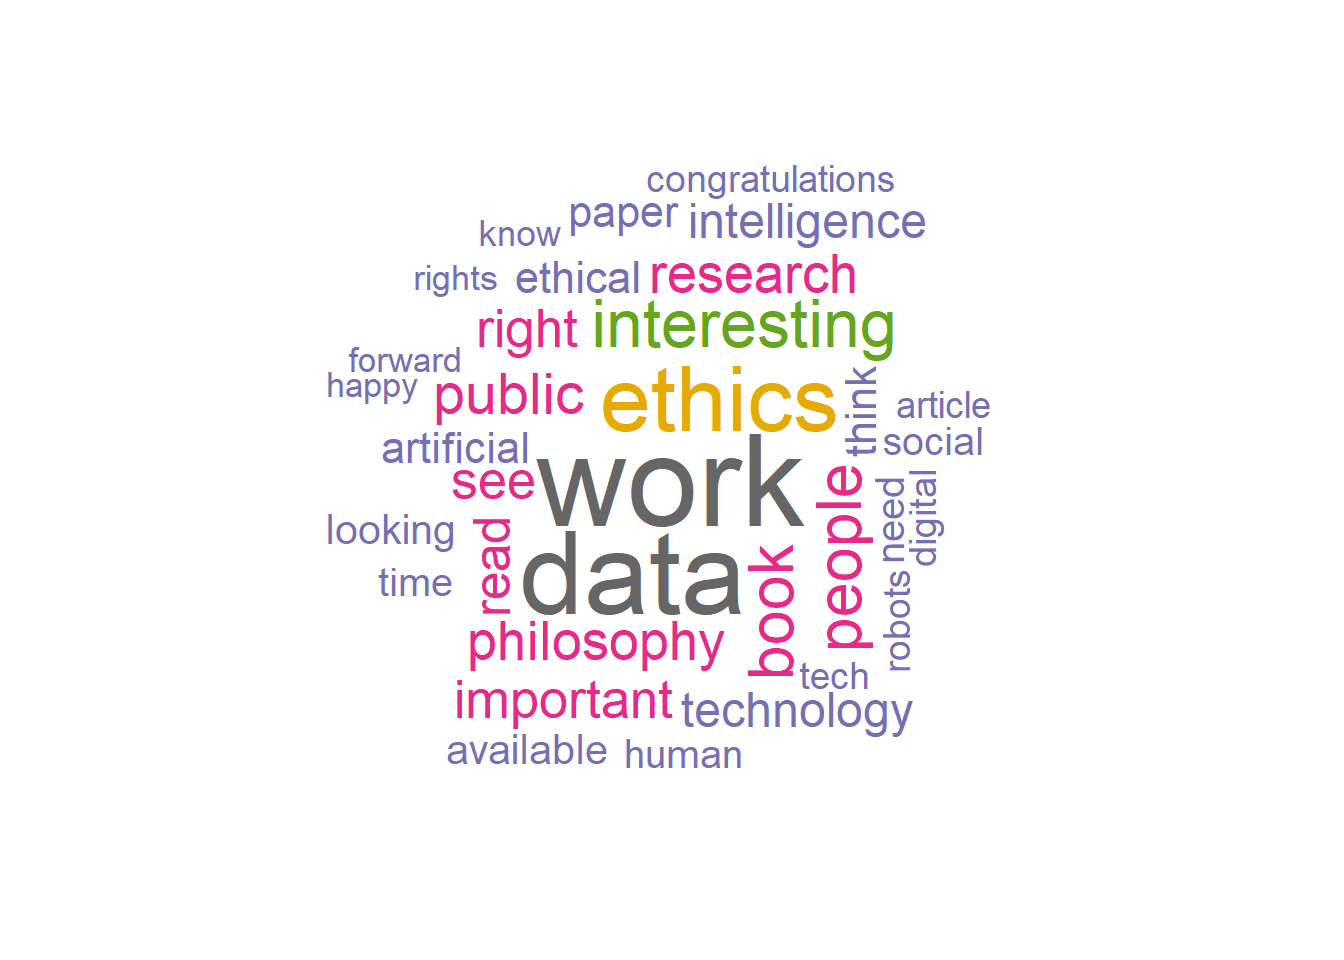 congratulations
paper
intelligence
know
rights
ethical
research
right
interesting
forward
happy
public
ethics
think
article
artificial
social
see
work
people
need
digital
looking
read
data
book
time
robots
philosophy
tech
important
technology
available
human